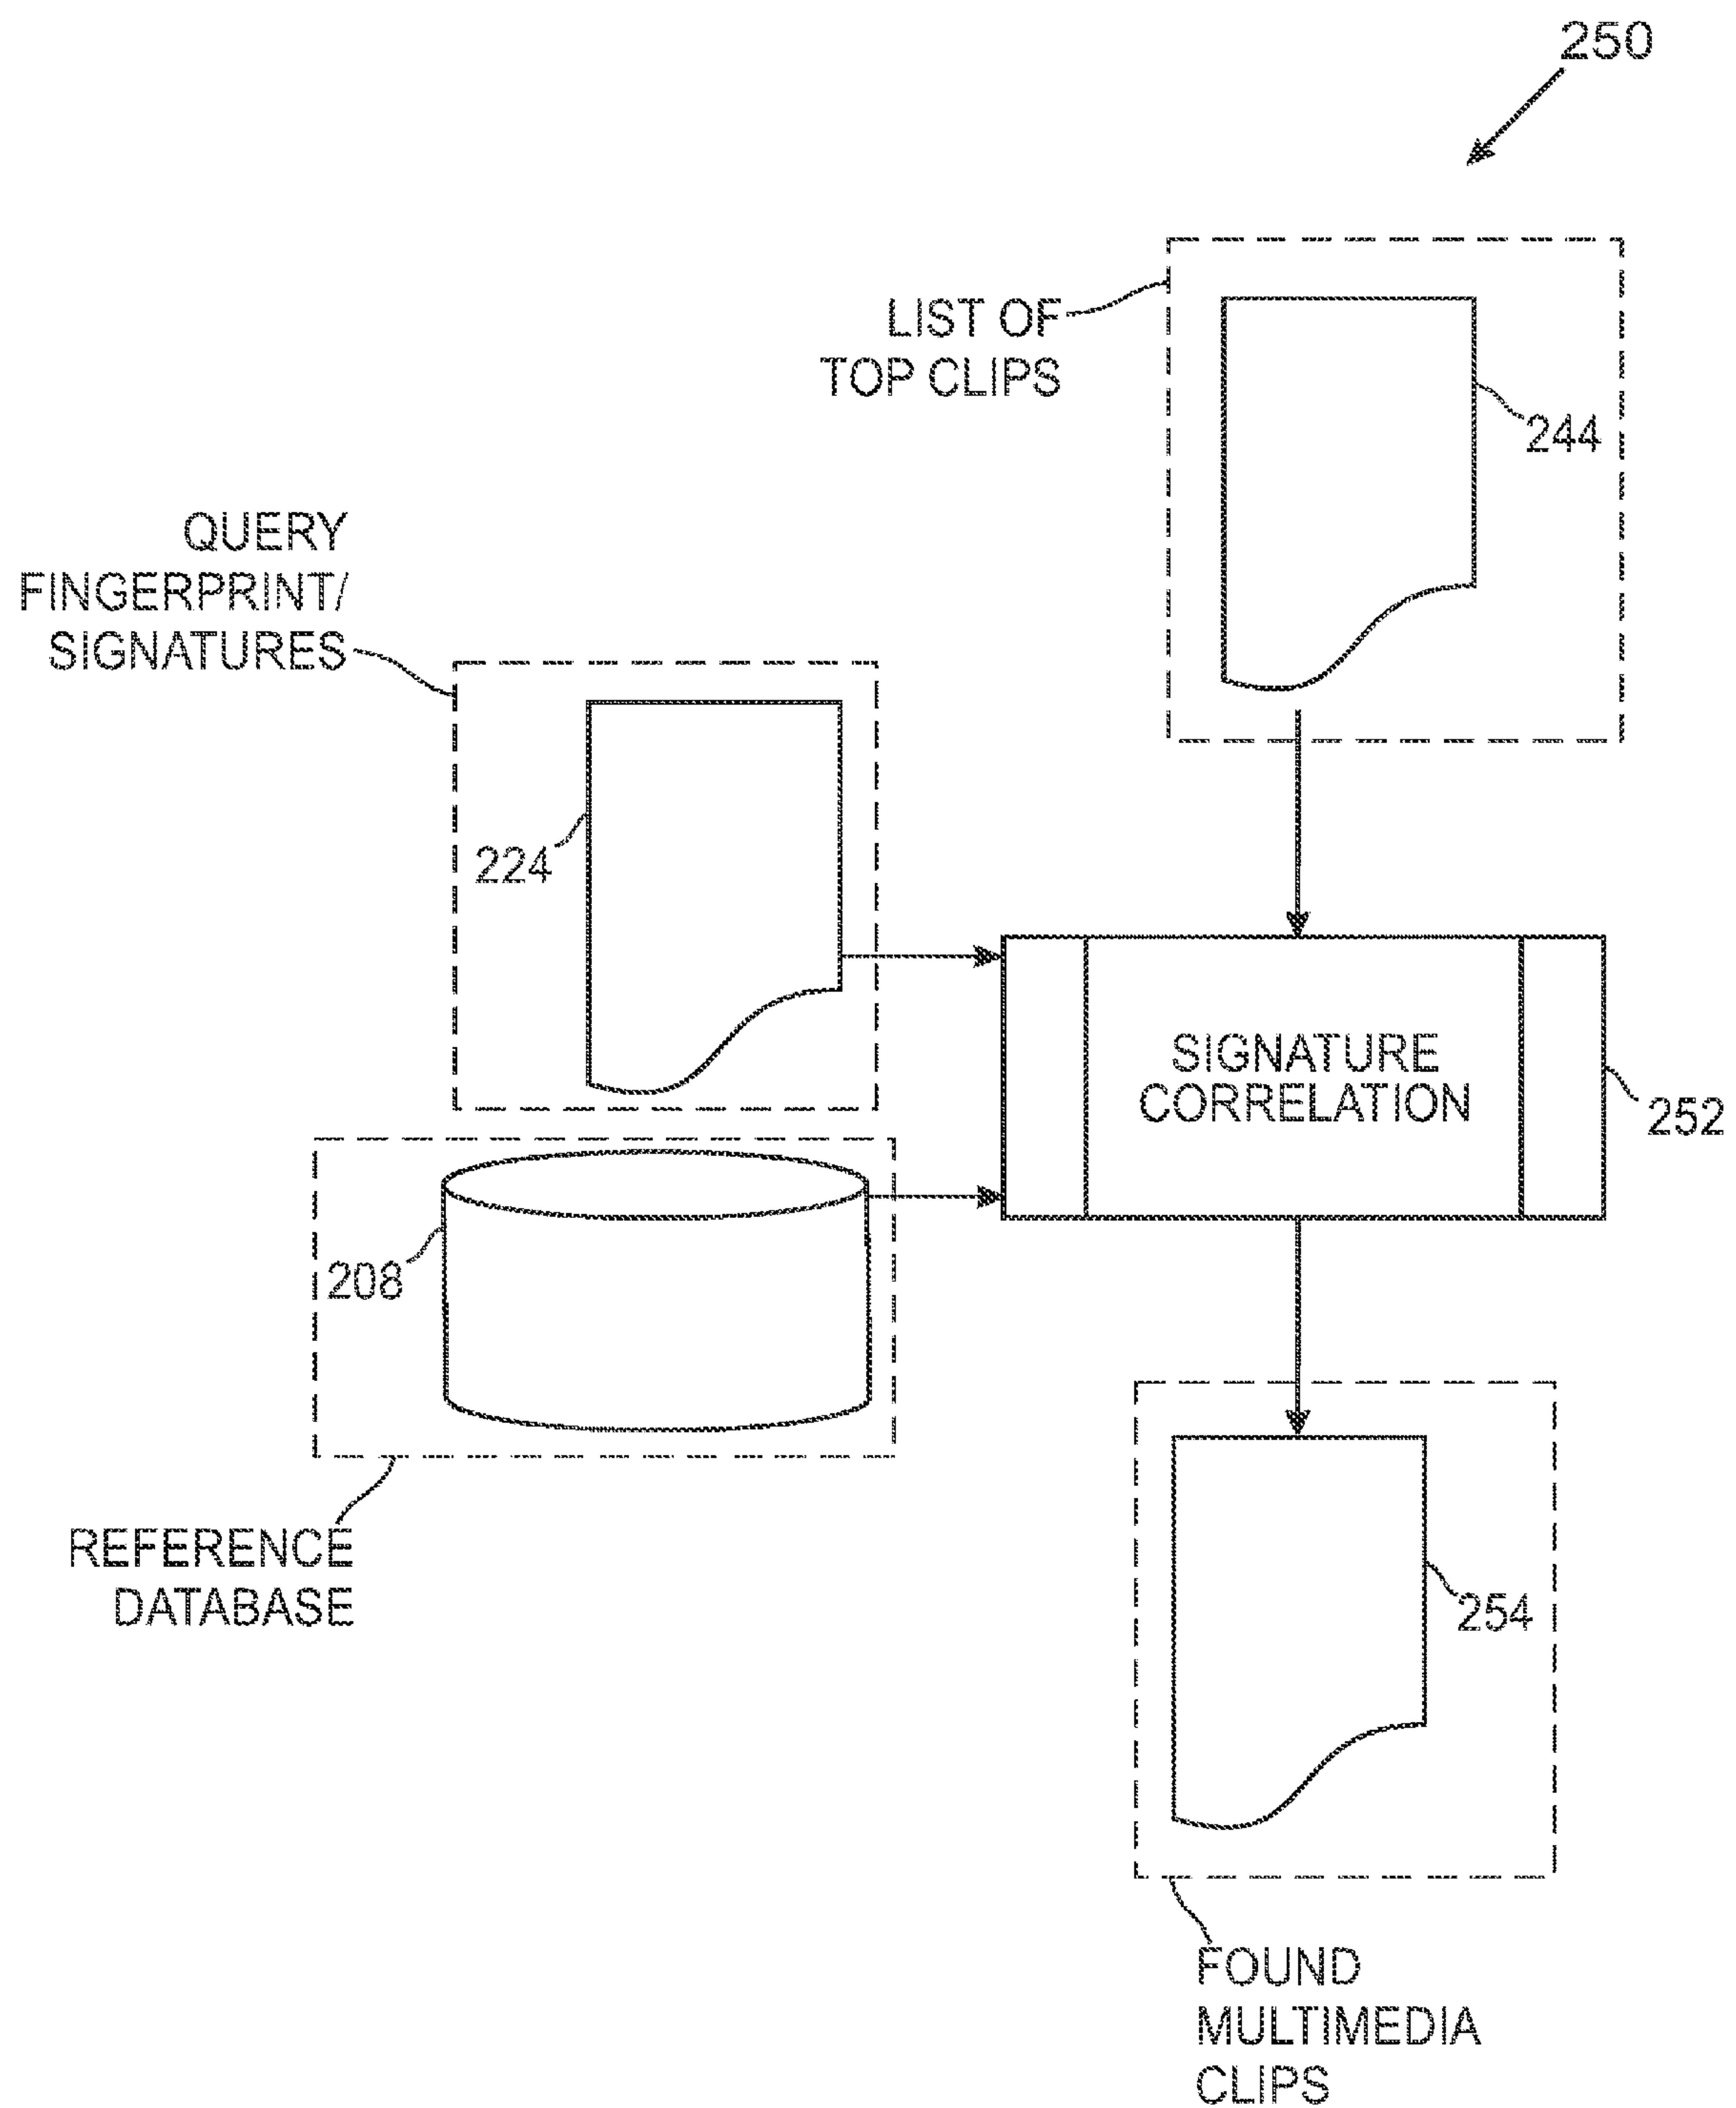 250
LIST OF
TOP CLIPS
244
QUERY
FINGERPRINT/
SIGNATURES
224
SIGNATURE
CORRELATION
252
208
REFERENCE
DATABASE
254
FOUND
MULTIMEDIA
CLIPS